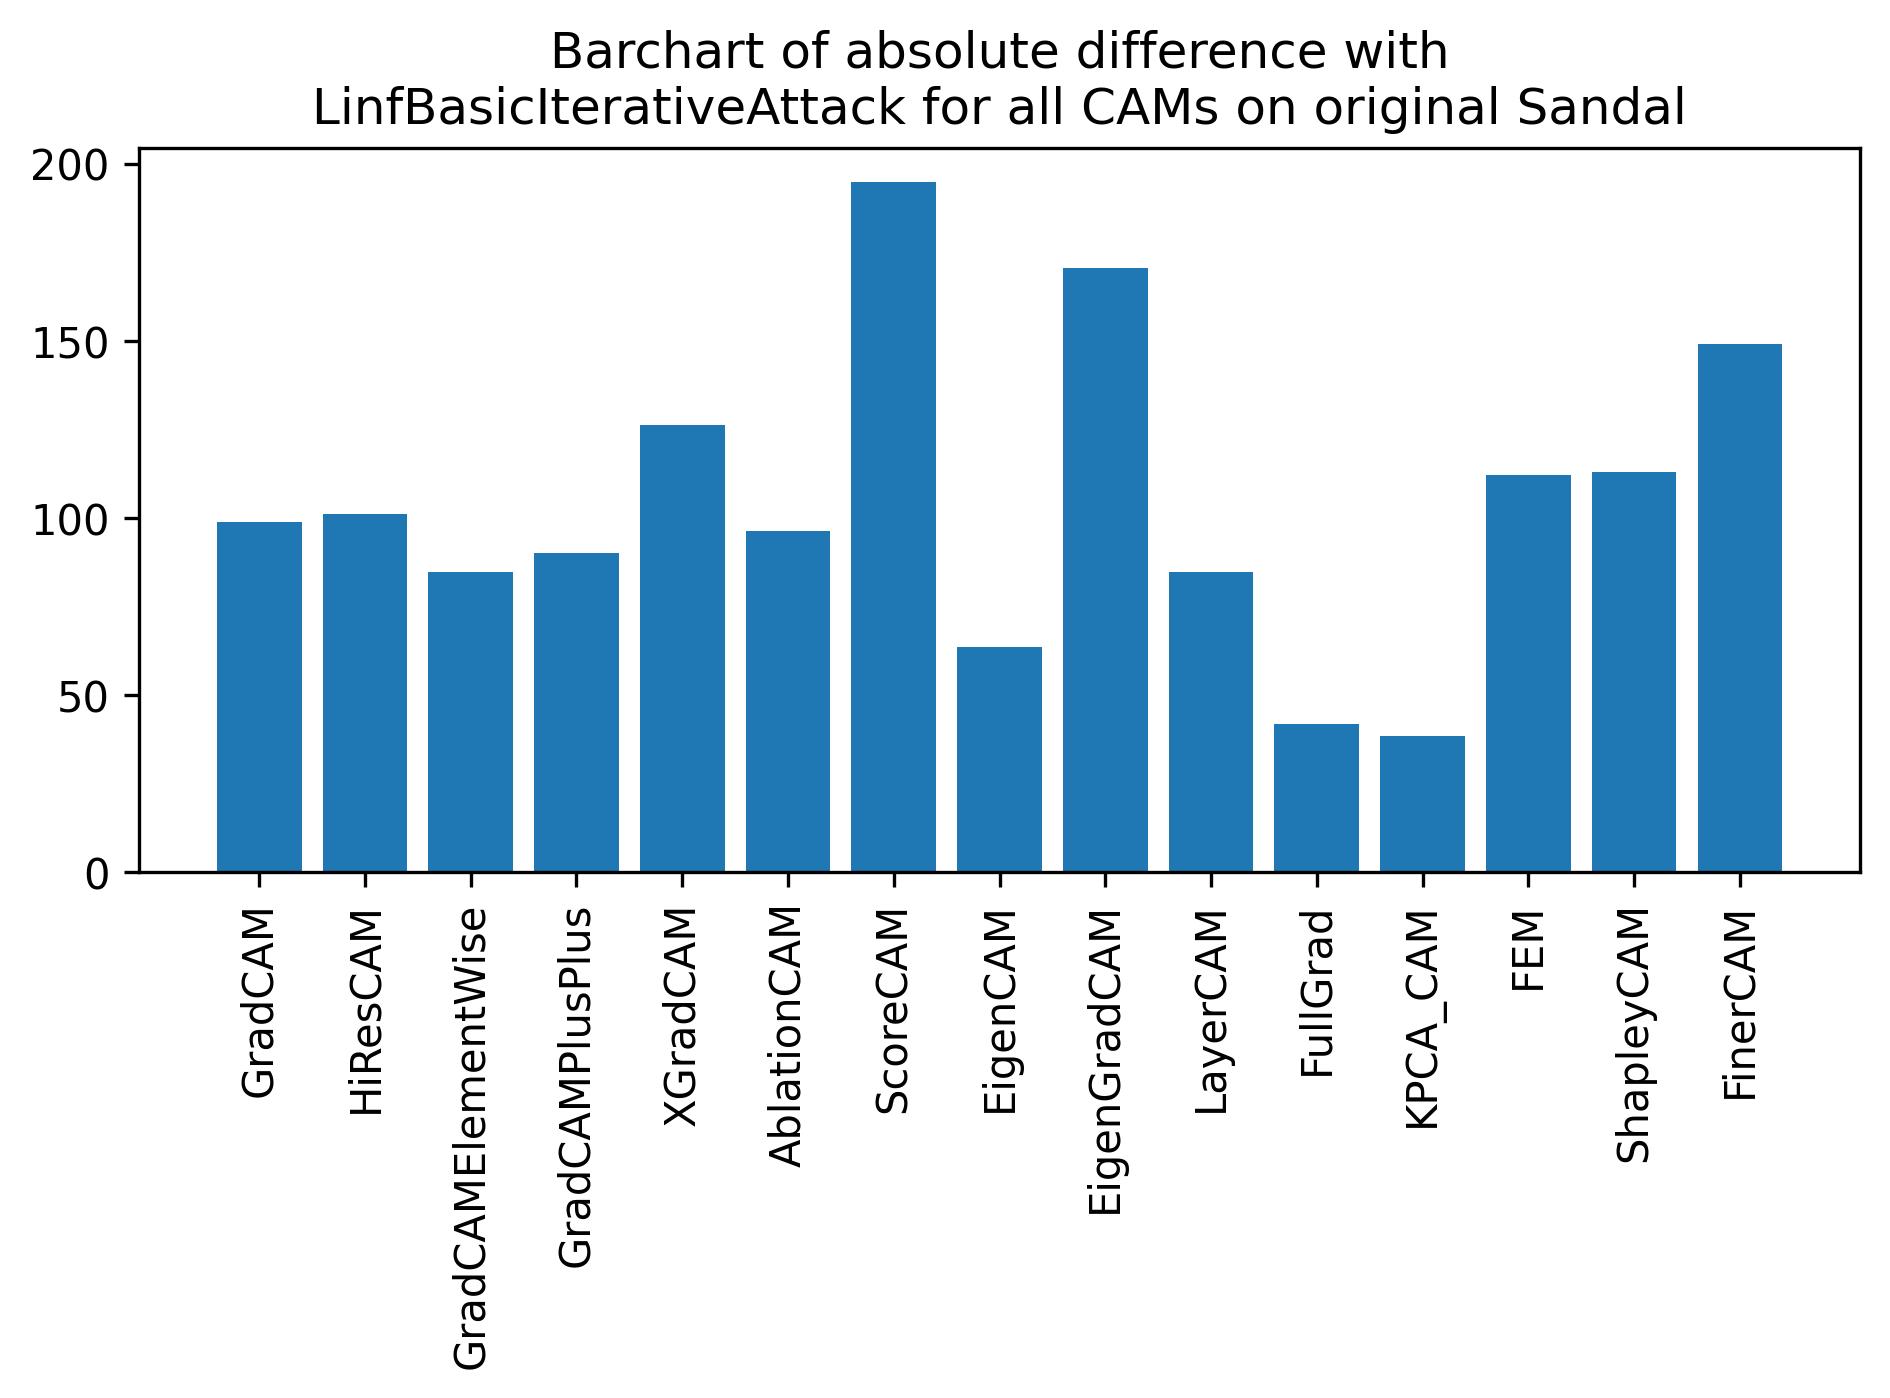 Barchart of absolute difference with
LinfBasicIterativeAttack for all CAMs on original Sandal
200
150
100
50
0
GradCAM
HiResCAM
GradCAMElementWise
GradCAMPlusPlus
XGradCAM
AblationCAM
ScoreCAM
EigenCAM
EigenGradCAM
LayerCAM
FullGrad
KPCA_CAM
FEM
ShapleyCAM
FinerCAM